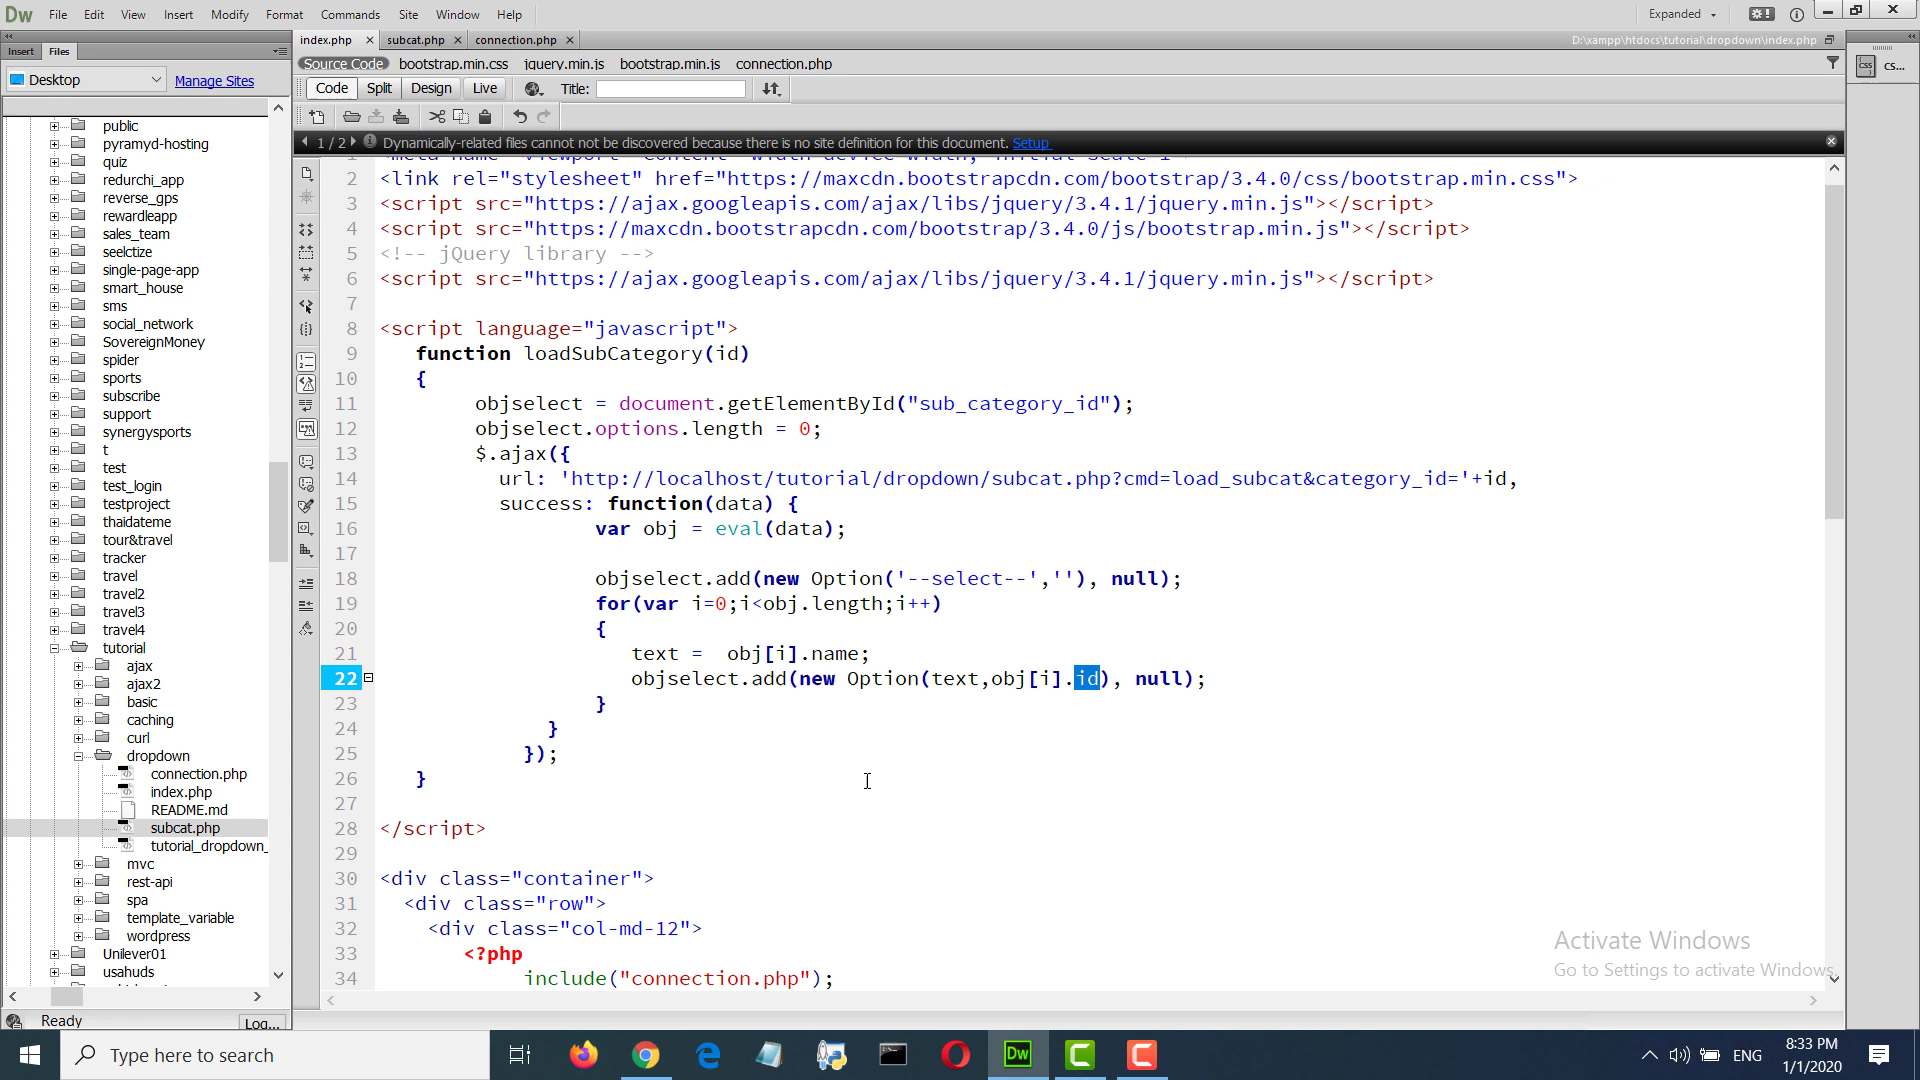 Dw File Edit View Insert Modify Format Commands Site Window Help Expanded
Insert Files index.php subcat.php connection.php D:\xampp\htdocs\tutorial\dropdown\index.php
Source Code bootstrap.min.css jquery.min.js bootstrap.min.js connection.php
Desktop Manage Sites Code Split Design Live Title: cs...
1 / 2 Dynamically-related files cannot not be discovered because there is no site definition for this document. Setup
public
pyramyd-hosting
quiz
redurchi_app
reverse_gps
rewardleapp
sales_team
seelctize
single-page-app
smart_house
sms
social_network
SovereignMoney
spider
sports
subscribe
support
synergysports
t
test
test_login
testproject
thaidateme
tour&travel
tracker
travel
travel2
travel3
travel4
tutorial
ajax
ajax2
basic
caching
curl
dropdown
connection.php
index.php
README.md
subcat.php
tutorial_dropdown_
mvc
rest-api
spa
template_variable
wordpress
Unilever01
usahuds
Ready Log...
2 <link rel="stylesheet" href="https://maxcdn.bootstrapcdn.com/bootstrap/3.4.0/css/bootstrap.min.css">
3 <script src="https://ajax.googleapis.com/ajax/libs/jquery/3.4.1/jquery.min.js"></script>
4 <script src="https://maxcdn.bootstrapcdn.com/bootstrap/3.4.0/js/bootstrap.min.js"></script>
5 <!-- jQuery library -->
6 <script src="https://ajax.googleapis.com/ajax/libs/jquery/3.4.1/jquery.min.js"></script>
7
8 <script language="javascript">
9 function loadSubCategory(id)
10 {
11 objselect = document.getElementById("sub_category_id");
12 objselect.options.length = 0;
13 $.ajax({
14 url: 'http://localhost/tutorial/dropdown/subcat.php?cmd=load_subcat&category_id='+id,
15 success: function(data) {
16 var obj = eval(data);
17
18 objselect.add(new Option('--select--',''), null);
19 for(var i=0;i<obj.length;i++)
20 {
21 text = obj[i].name;
22 objselect.add(new Option(text,obj[i].id), null);
23 }
24 }
25 });
26 }
27
28 </script>
29
30 <div class="container">
31 <div class="row">
32 <div class="col-md-12">
33 <?php
34 include("connection.php");
Activate Windows
Go to Settings to activate Windows.
Type here to search Dw ENG 8:33 PM
1/1/2020